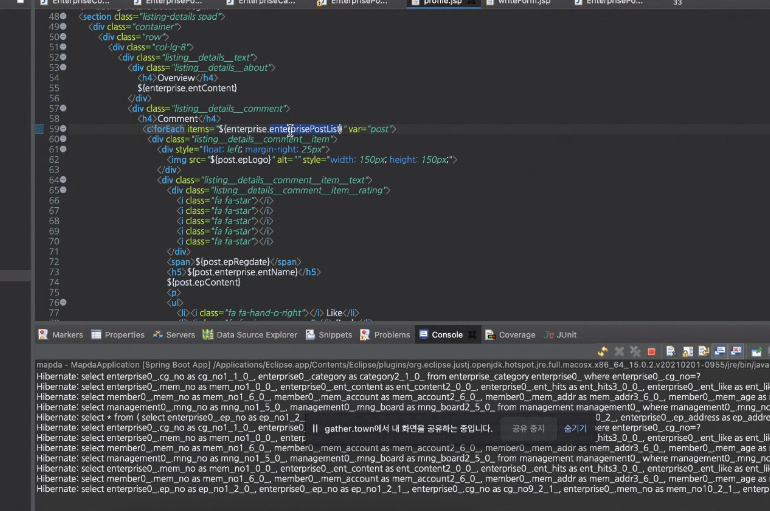 profile.jsp
writeForm.jsp
33
48 <section class="listing-details spad">
49 <div class="container">
50 <div class="row">
51 <div class="col-lg-8">
52 <div class="listing__details__text">
53 <div class="listing__details__about">
54 <h4>Overview</h4>
55 ${enterprise.entContent}
56 </div>
57 <div class="listing__details__comment">
58 <h4>Comment</h4>
59 <c:forEach items="${enterprise.enterprisePostList}" var="post">
60 <div class="listing__details__comment__item">
61 <div style="float: left; margin-right: 25px">
62 <img src="${post.epLogo}" alt="" style="width: 150px; height: 150px;">
63 </div>
64 <div class="listing__details__comment__item__text">
65 <div class="listing__details__comment__item__rating">
66 <i class="fa fa-star"></i>
67 <i class="fa fa-star"></i>
68 <i class="fa fa-star"></i>
69 <i class="fa fa-star"></i>
70 <i class="fa fa-star"></i>
71 </div>
72 <span>${post.epRegdate}</span>
73 <h5>${post.enterprise.entName}</h5>
74 ${post.epContent}
75 <p>
76 <ul>
77 <li><i class="fa fa-hand-o-right"></i> Like</li>
Markers Properties Servers Data Source Explorer Snippets Problems Console Coverage JUnit
mapda - MapdaApplication [Spring Boot App] /Applications/Eclipse.app/Contents/Eclipse/plugins/org.eclipse.justj.openjdk.hotspot.jre.full.macosx.x86_64_15.0.2.v20210201-0955/jre/bin/java
Hibernate: select enterprise0_.cg_no as cg_no1_1_0_, enterprise0_.category as category2_1_0_ from enterprise_category enterprise0_ where enterprise0_.cg_no=?
Hibernate: select enterprise0_.mem_no as mem_no1_0_0_, enterprise0_.ent_content as ent_content2_0_0_, enterprise0_.ent_hits as ent_hits3_0_0_, enterprise0_.ent_like as ent_lik
Hibernate: select member0_.mem_no as mem_no1_6_0_, member0_.mem_account as mem_account2_6_0_, member0_.mem_addr as mem_addr3_6_0_, member0_.mem_age as m
Hibernate: select management0_.mng_no as mng_no1_5_0_, management0_.mng_board as mng_board2_5_0_ from management management0_ where management0_.mng_no
Hibernate: select * from (select enterprise0_.ep_no as ep_no1_2_ 0_2_, enterprise0_.ep_address as ep_addre
Hibernate: select enterprise0_.cg_no as cg_no1_1_0_, enterpris ere enterprise0_.cg_no=?
Hibernate: select enterprise0_.mem_no as mem_no1_0_0_, enterp hits3_0_0_, enterprise0_.ent_like as ent_lik
gather.town에서 내 화면을 공유하는 중입니다. 공유 중지 숨기기
Hibernate: select member0_.mem_no as mem_no1_6_0_, member0_.mem_account as mem_account2_6_0_, member0_.mem_addr as mem_addr3_6_0_, member0_.mem_age as m
Hibernate: select management0_.mng_no as mng_no1_5_0_, management0_.mng_board as mng_board2_5_0_ from management management0_ where management0_.mng_no
Hibernate: select enterprise0_.mem_no as mem_no1_0_0_, enterprise0_.ent_content as ent_content2_0_0_, enterprise0_.ent_hits as ent_hits3_0_0_, enterprise0_.ent_like as ent_lik
Hibernate: select member0_.mem_no as mem_no1_6_0_, member0_.mem_account as mem_account2_6_0_, member0_.mem_addr as mem_addr3_6_0_, member0_.mem_age as m
Hibernate: select enterprise0_.ep_no as ep_no1_2_0_, enterprise0_.ep_no as ep_no1_2_1_, enterprise0_.cg_no as cg_no9_2_1_, enterprise0_.mem_no as mem_no10_2_1_, enterpr